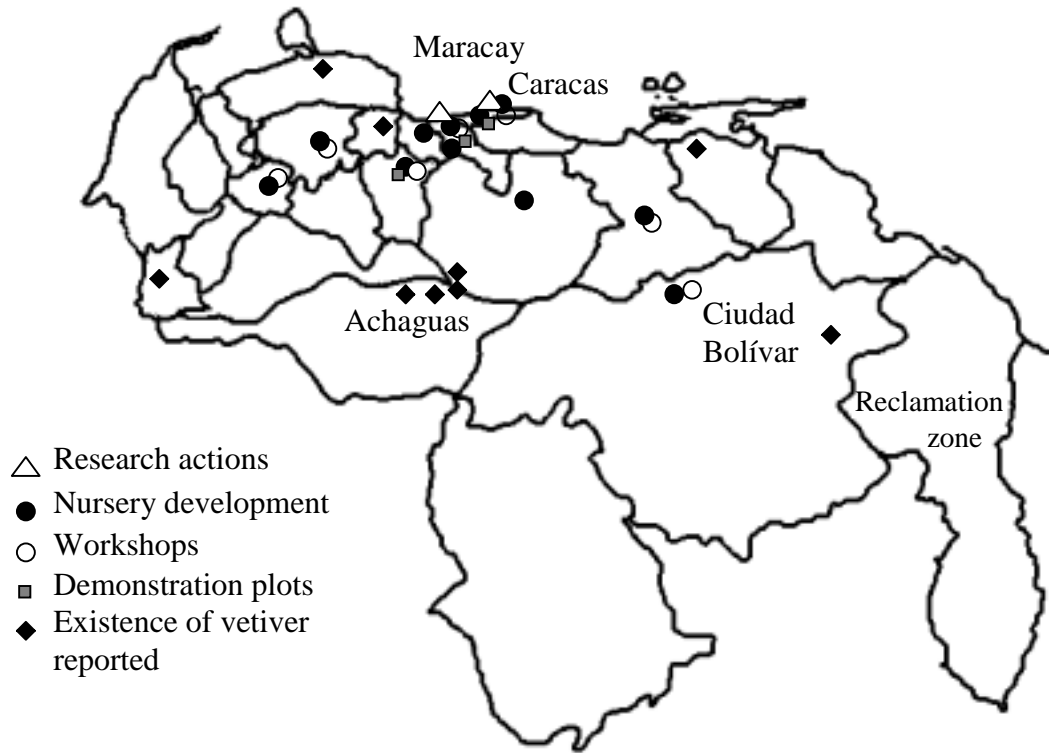 Maracay
Caracas
Achaguas
Ciudad
Bolívar
Reclamation
zone
Research actions
Nursery development
Workshops
Demonstration plots
Existence of vetiver
reported